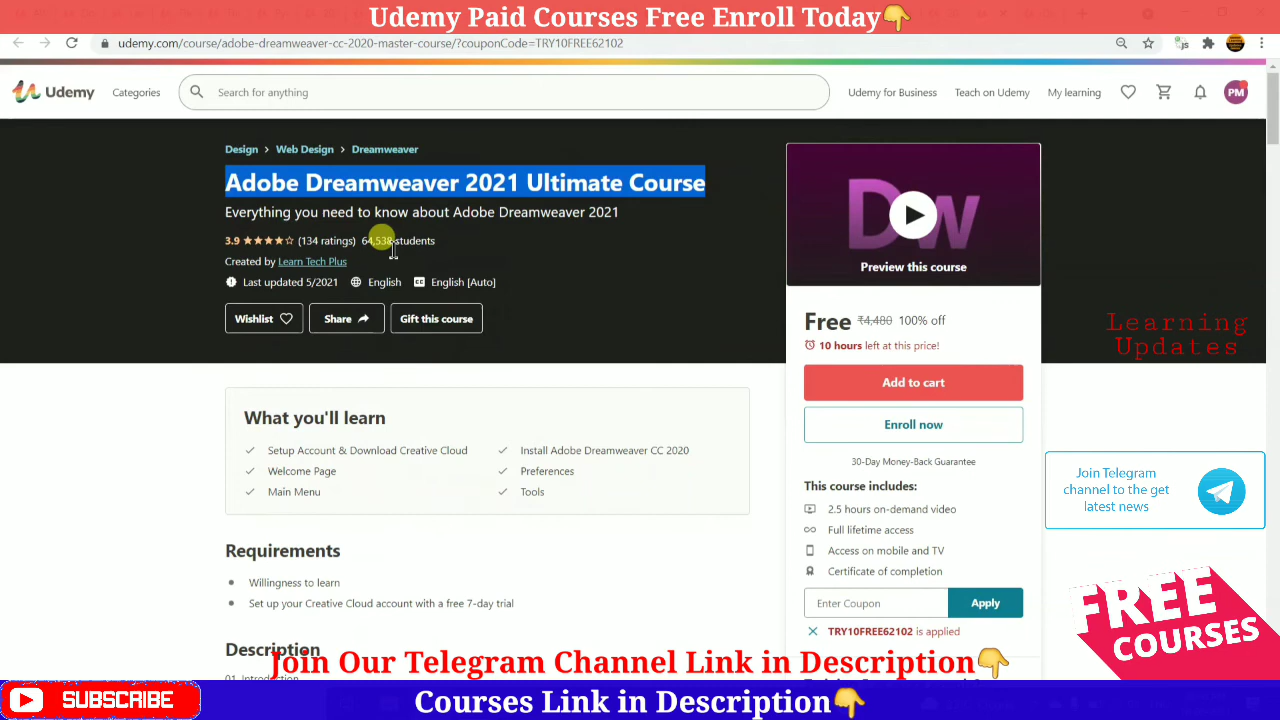 Udemy Paid Courses Free Enroll Today👇
udemy.com/course/adobe-dreamweaver-cc-2020-master-course/?couponCode=TRY10FREE62102
Udemy
Categories
Search for anything
Udemy for Business
Teach on Udemy
My learning
PM
Design > Web Design > Dreamweaver
Adobe Dreamweaver 2021 Ultimate Course
Everything you need to know about Adobe Dreamweaver 2021
3.9 (134 ratings) 64,538 students
Created by Learn Tech Plus
Last updated 5/2021 English English [Auto]
Wishlist Share Gift this course
Dw
Preview this course
Free ₹4,480 100% off
10 hours left at this price!
Add to cart
Enroll now
30-Day Money-Back Guarantee
This course includes:
2.5 hours on-demand video
Full lifetime access
Access on mobile and TV
Certificate of completion
Enter Coupon Apply
TRY10FREE62102 is applied
Learning
Updates
What you'll learn
Setup Account & Download Creative Cloud
Install Adobe Dreamweaver CC 2020
Welcome Page
Preferences
Main Menu
Tools
Requirements
Willingness to learn
Set up your Creative Cloud account with a free 7-day trial
Description
Join Telegram
channel to the get
latest news
FREE
COURSES
Join Our Telegram Channel Link in Description👇
SUBSCRIBE
Courses Link in Description👇